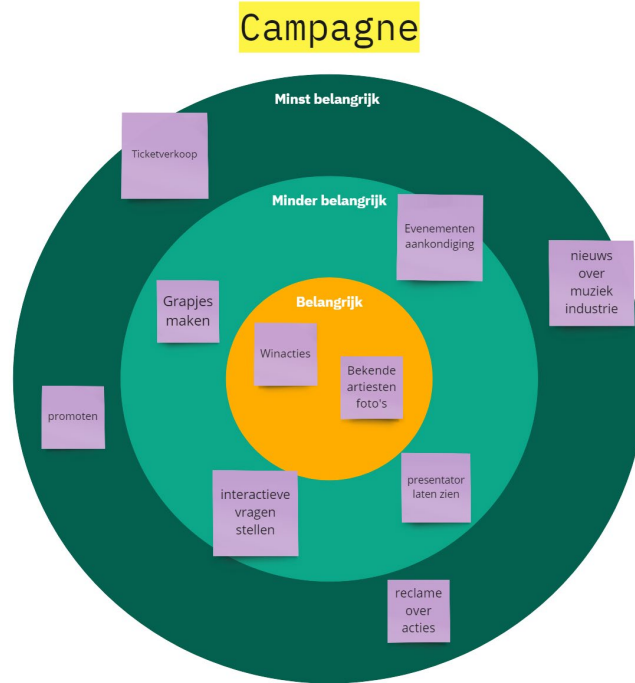 Campagne
Minst belangrijk
Ticketverkoop
Minder belangrijk
Evenementen
aankondiging
nieuws
over
muziek
industrie
Grapjes
maken
Belangrijk
Winacties
Bekende
artiesten
foto's
promoten
interactieve
vragen
stellen
presentator
laten zien
reclame
over
acties